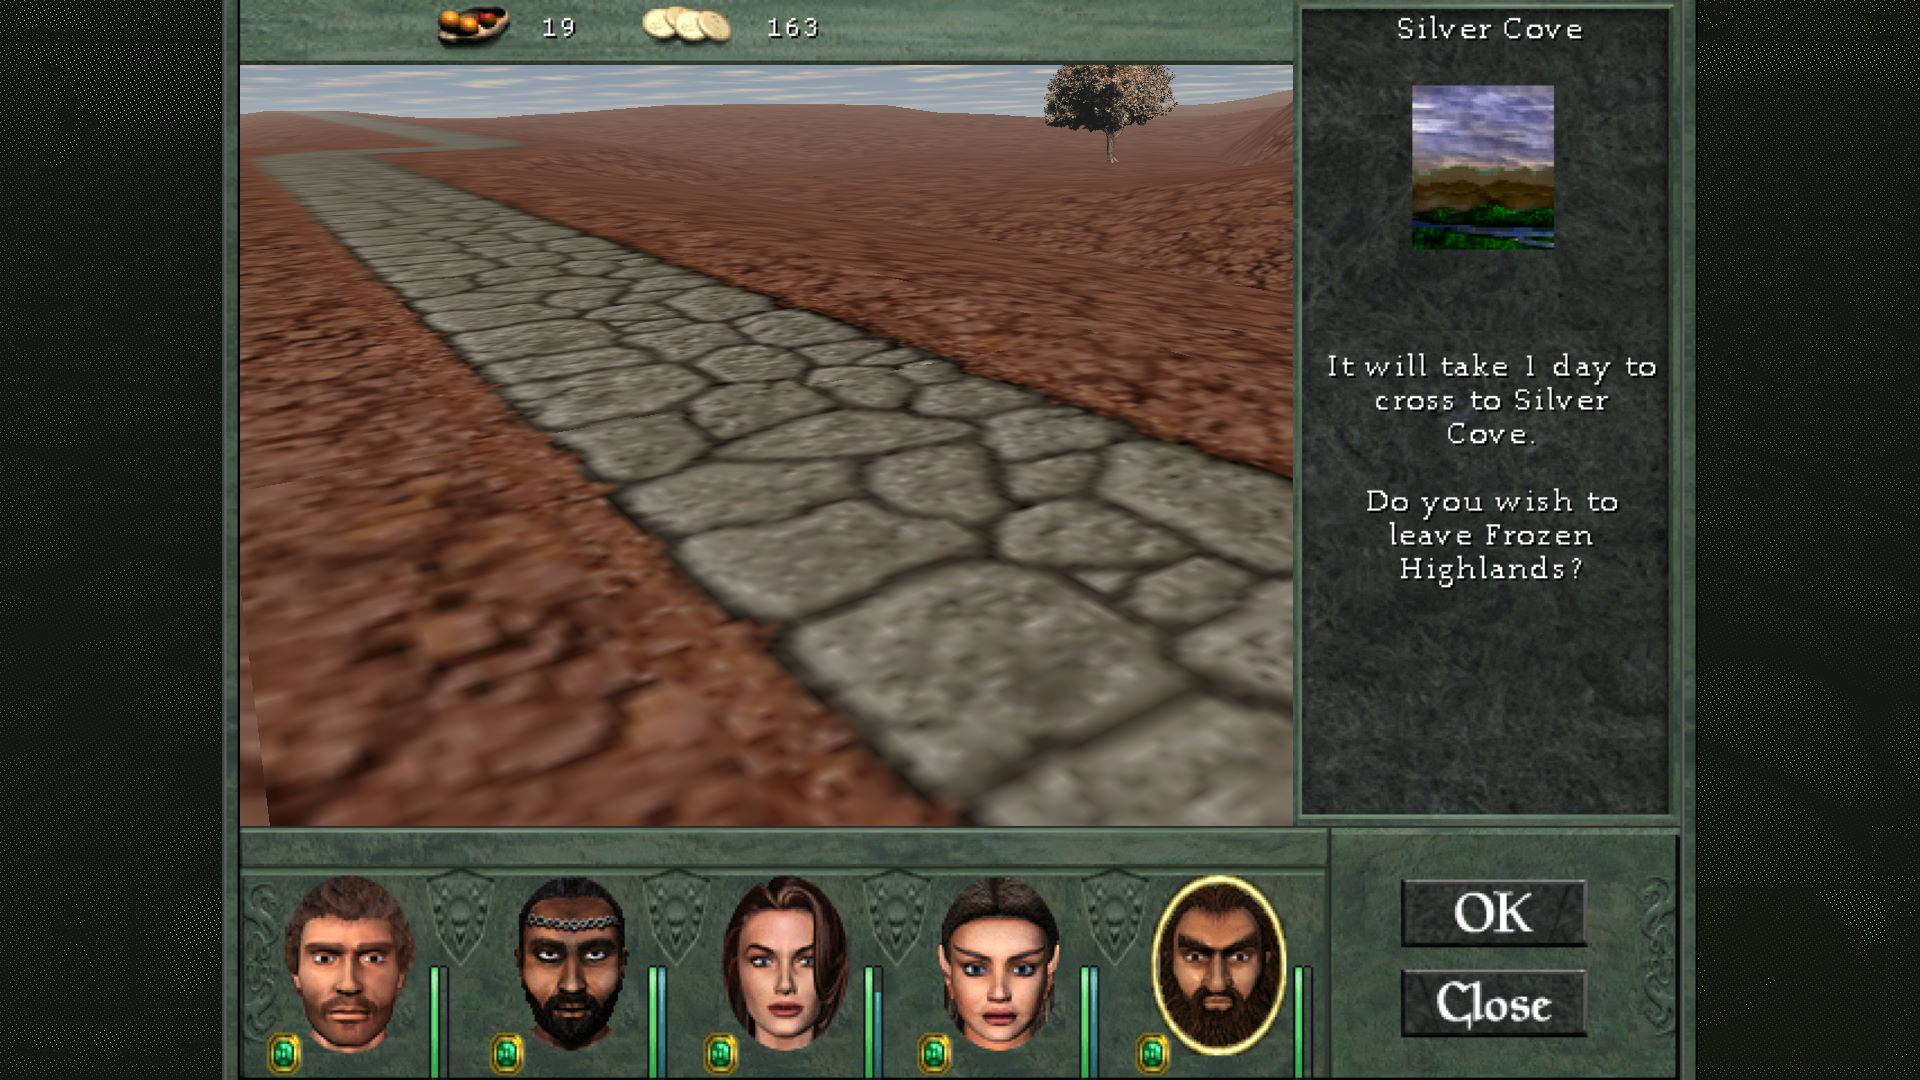 19 163
Silver Cove
It will take 1 day to
cross to Silver
Cove.
Do you wish to
leave Frozen
Highlands?
OK
Close